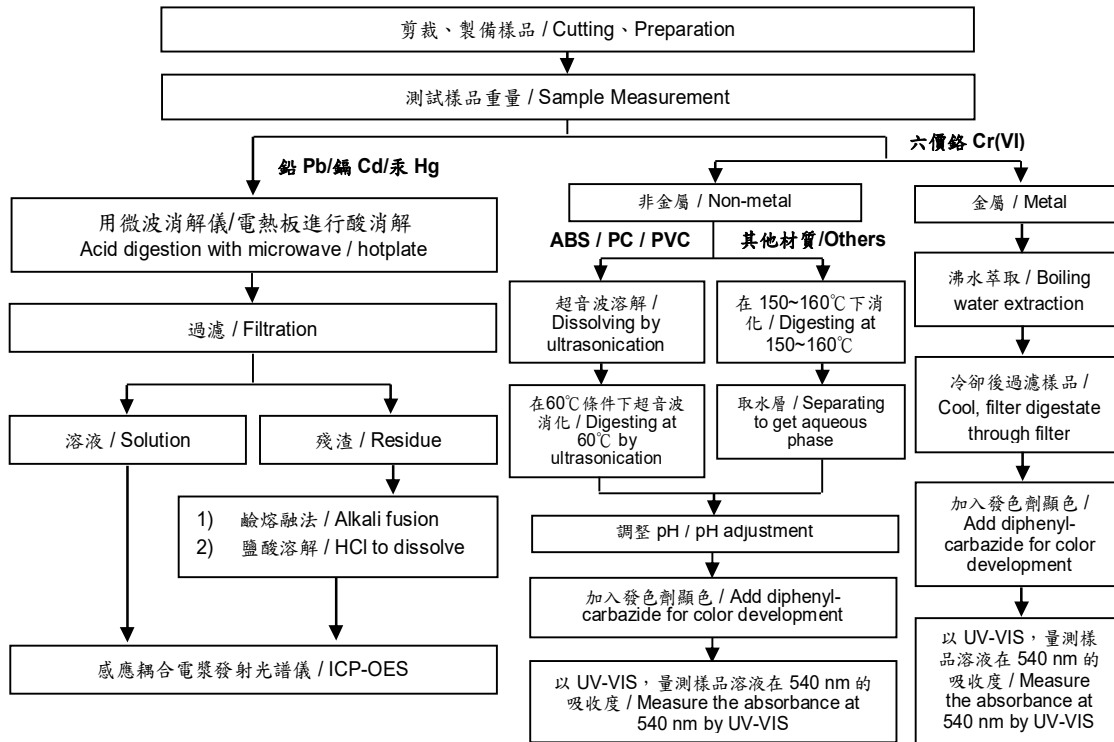 剪裁、製備樣品 / Cutting、Preparation
測試樣品重量 / Sample Measurement
鉛 Pb/鎘 Cd/汞 Hg
六價鉻 Cr(VI)
用微波消解儀/電熱板進行酸消解
Acid digestion with microwave / hotplate
過濾 / Filtration
溶液 / Solution
殘渣 / Residue
1) 鹼熔融法 / Alkali fusion
2) 鹽酸溶解 / HCl to dissolve
感應耦合電漿發射光譜儀 / ICP-OES
非金屬 / Non-metal
ABS / PC / PVC
其他材質/Others
超音波溶解 /
Dissolving by
ultrasonication
在60℃條件下超音波
消化 / Digesting at
60℃ by
ultrasonication
在 150~160℃下消
化 / Digesting at
150~160℃
取水層 / Separating
to get aqueous
phase
調整 pH / pH adjustment
加入發色劑顯色 / Add diphenyl-
carbazide for color development
以 UV-VIS，量測樣品溶液在 540 nm 的
吸收度 / Measure the absorbance at
540 nm by UV-VIS
金屬 / Metal
沸水萃取 / Boiling
water extraction
冷卻後過濾樣品 /
Cool, filter digestate
through filter
加入發色劑顯色 /
Add diphenyl-
carbazide for color
development
以 UV-VIS，量測樣
品溶液在 540 nm 的
吸收度 / Measure
the absorbance at
540 nm by UV-VIS